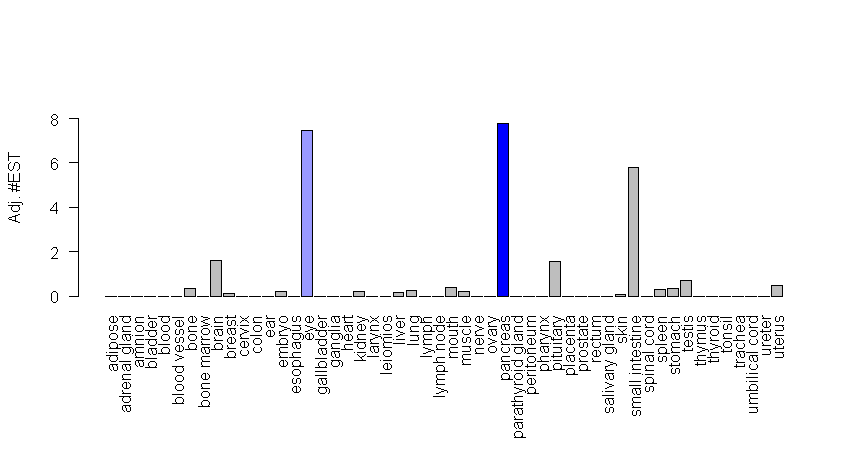 Adj. #EST
8
6
4
2
0
adipose
adrenal gland
amnion
bladder
blood
blood vessel
bone
bone marrow
brain
breast
cervix
colon
ear
embryo
esophagus
eye
gallbladder
ganglia
heart
kidney
larynx
leiomios
liver
lung
lymph
lymph node
mouth
muscle
nerve
ovary
pancreas
parathyroid gland
peritoneum
pharynx
pituitary
placenta
prostate
rectum
salivary gland
skin
small intestine
spinal cord
spleen
stomach
testis
thymus
thyroid
tonsil
trachea
umbilical cord
ureter
uterus